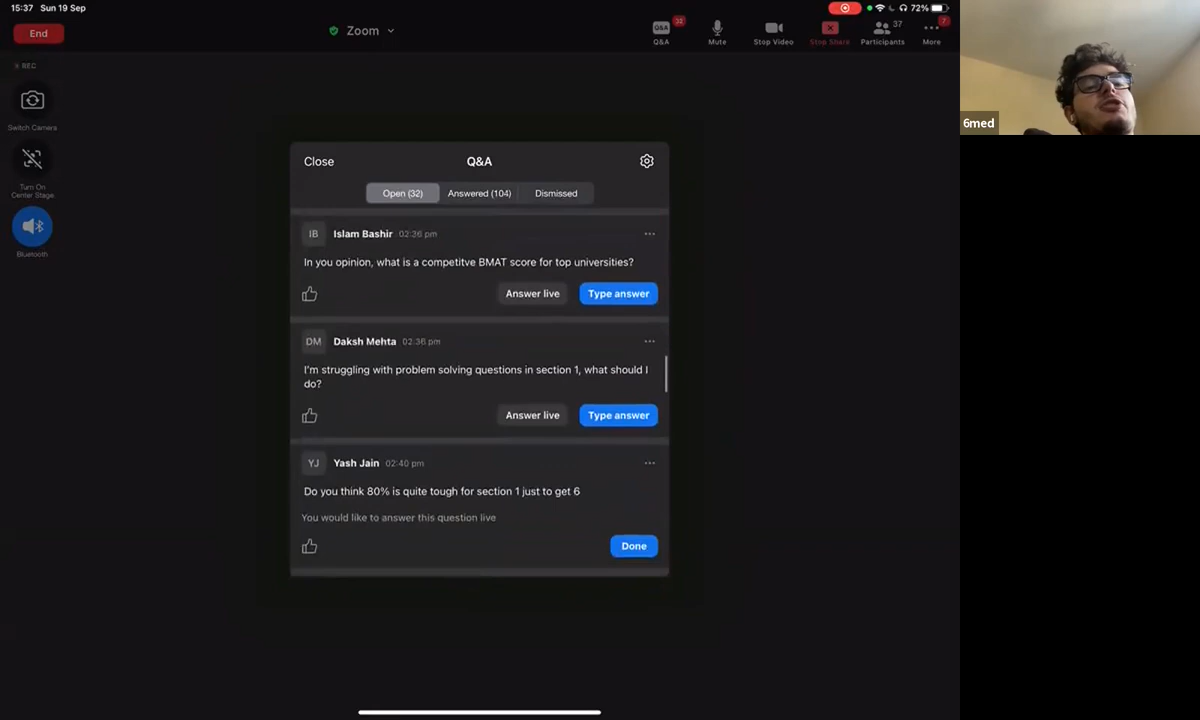 15:37 Sun 19 Sep
72%
End
Zoom
Q&A
32
Q&A
Mute
Stop Video
Stop Share
37
Participants
7
More
REC
Switch Camera
Turn On
Center Stage
Bluetooth
Close
Q&A
Open (32)
Answered (104)
Dismissed
IB
Islam Bashir 02:36 pm
In you opinion, what is a competitve BMAT score for top universities?
Answer live
Type answer
DM
Daksh Mehta 02:36 pm
I'm struggling with problem solving questions in section 1, what should I
do?
Answer live
Type answer
YJ
Yash Jain 02:40 pm
Do you think 80% is quite tough for section 1 just to get 6
You would like to answer this question live
Done
6med